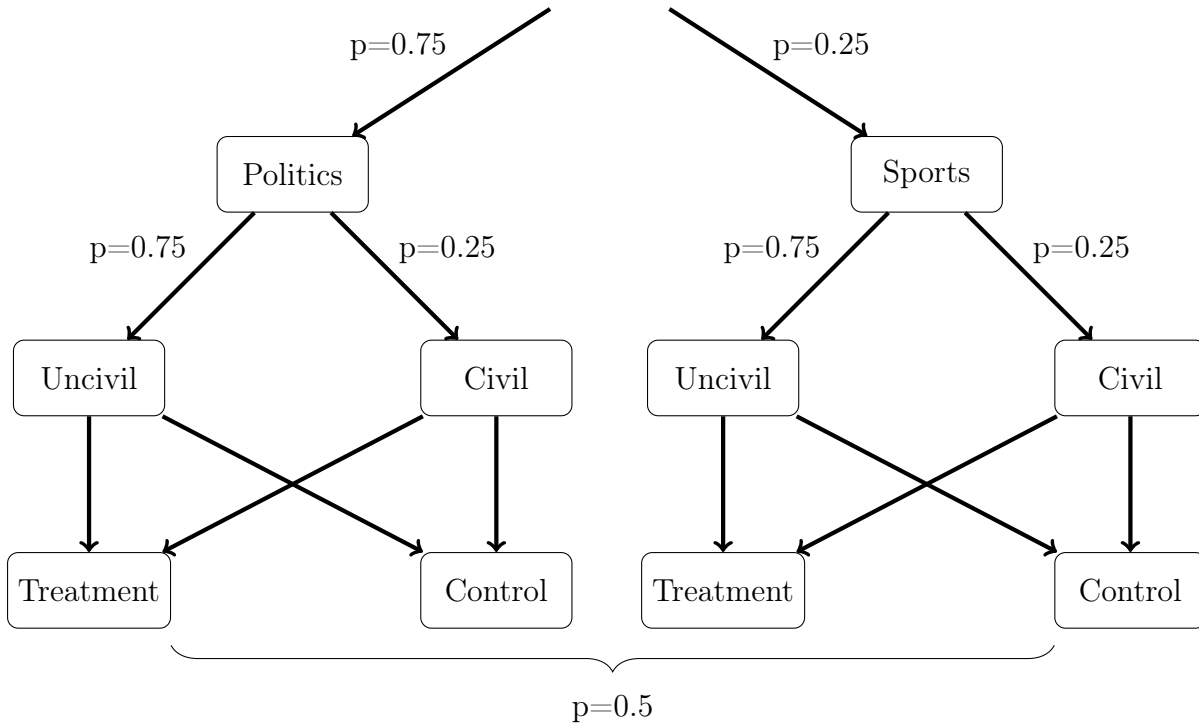 p=0.75
p=0.25
Politics
Sports
p=0.75
p=0.25
p=0.75
p=0.25
Uncivil
Civil
Uncivil
Civil
Treatment
Control
Treatment
Control
p=0.5